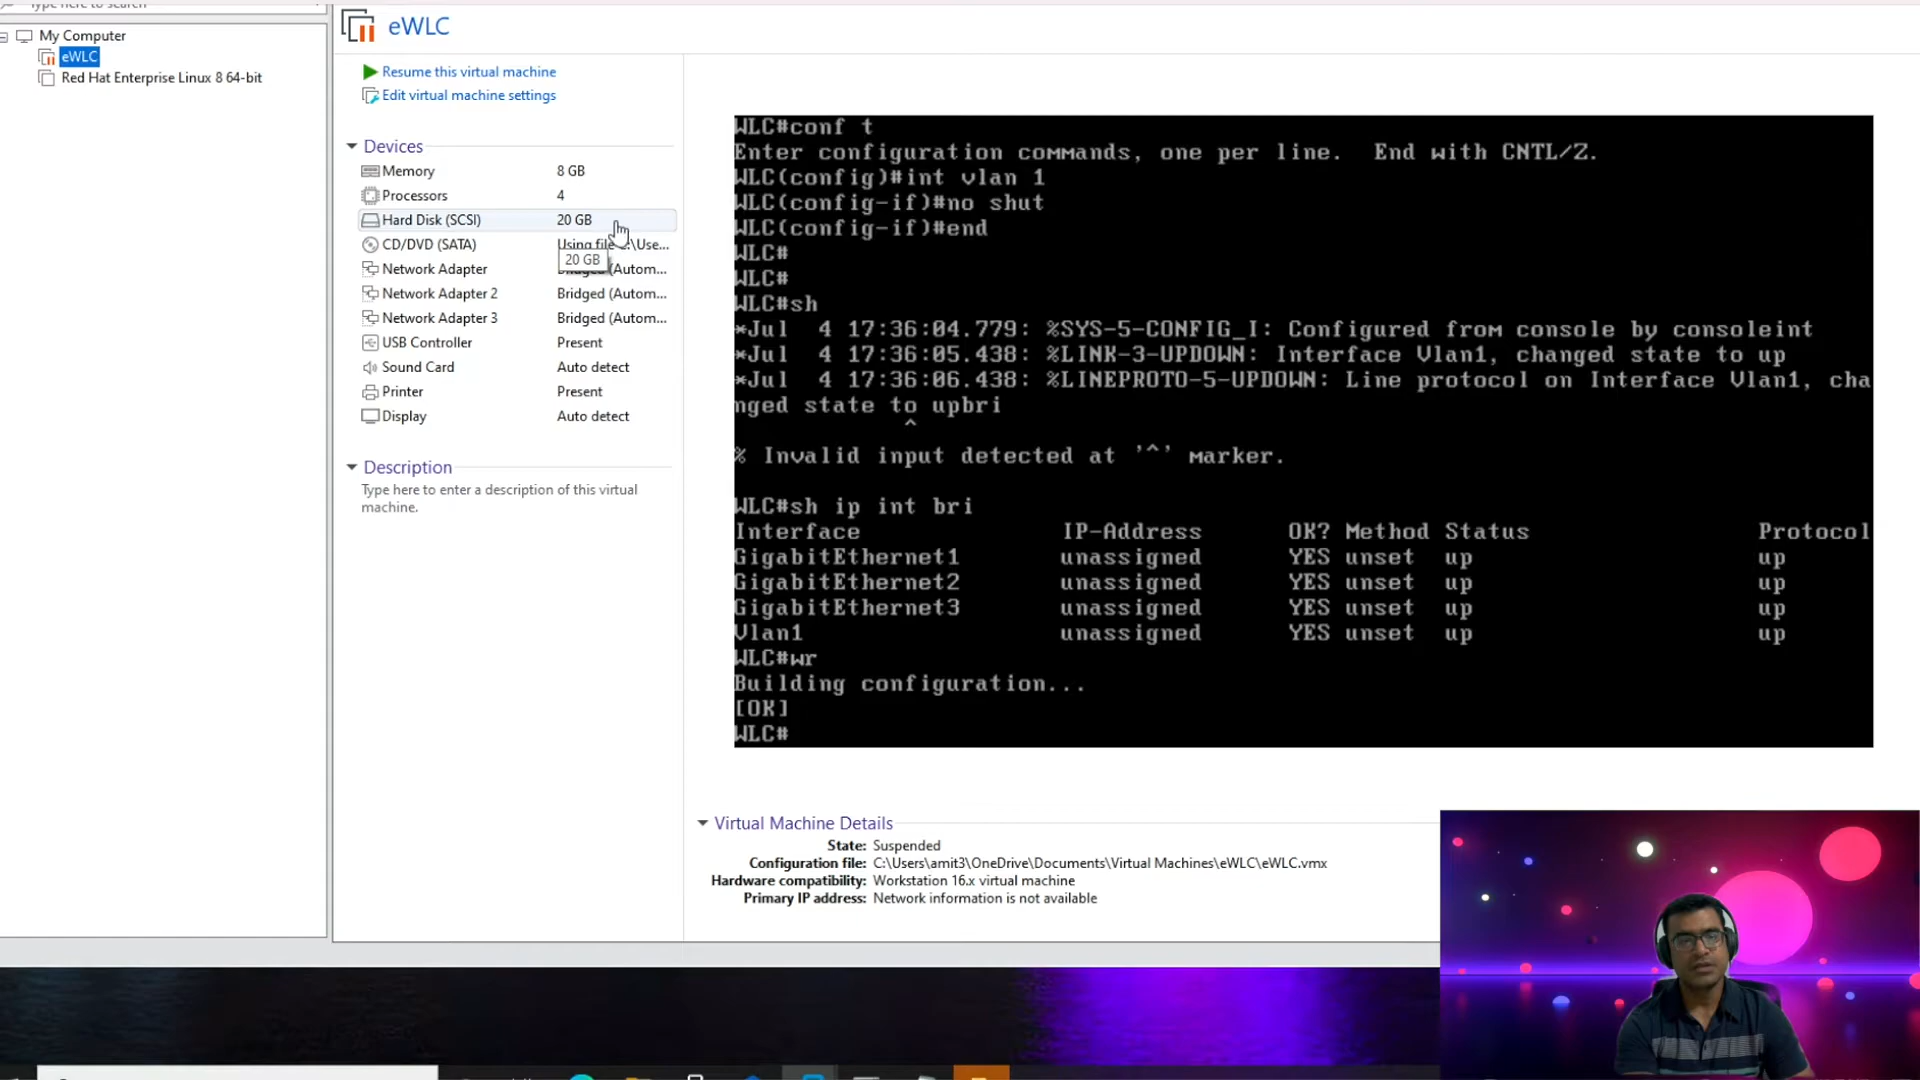 Type here to search
My Computer
eWLC
Red Hat Enterprise Linux 8 64-bit
eWLC
Resume this virtual machine
Edit virtual machine settings
Devices
Memory 8 GB
Processors 4
Hard Disk (SCSI) 20 GB
CD/DVD (SATA) Using file :\Use...
20 GB
Network Adapter Bridged (Autom...
Network Adapter 2 Bridged (Autom...
Network Adapter 3 Bridged (Autom...
USB Controller Present
Sound Card Auto detect
Printer Present
Display Auto detect
Description
Type here to enter a description of this virtual
machine.
WLC#conf t
Enter configuration commands, one per line.  End with CNTL/Z.
WLC(config)#int vlan 1
WLC(config-if)#no shut
WLC(config-if)#end
WLC#
WLC#
WLC#sh
*Jul  4 17:36:04.779: %SYS-5-CONFIG_I: Configured from console by consoleint
*Jul  4 17:36:05.438: %LINK-3-UPDOWN: Interface Vlan1, changed state to up
*Jul  4 17:36:06.438: %LINEPROTO-5-UPDOWN: Line protocol on Interface Vlan1, cha
nged state to upbri
^
% Invalid input detected at '^' marker.
WLC#sh ip int bri
Interface IP-Address OK? Method Status Protocol
GigabitEthernet1 unassigned YES unset up up
GigabitEthernet2 unassigned YES unset up up
GigabitEthernet3 unassigned YES unset up up
Vlan1 unassigned YES unset up up
WLC#wr
Building configuration...
[OK]
WLC#
Virtual Machine Details
State: Suspended
Configuration file: C:\Users\amit3\OneDrive\Documents\Virtual Machines\eWLC\eWLC.vmx
Hardware compatibility: Workstation 16.x virtual machine
Primary IP address: Network information is not available